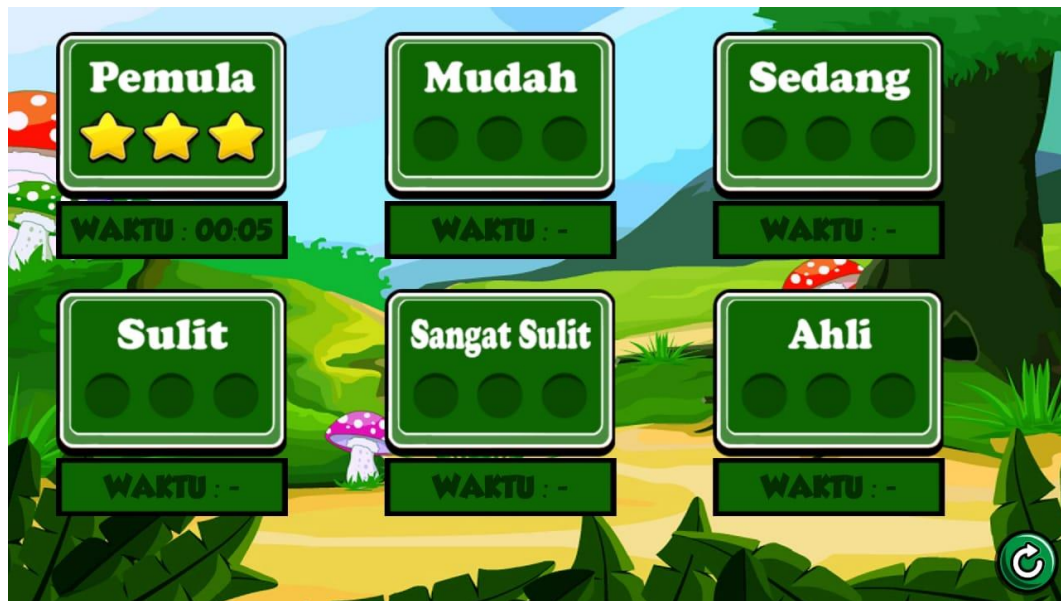 Pemula
Mudah
Sedang
WAKTU : 00:05
WAKTU : -
WAKTU : -
Sulit
Sangat Sulit
Ahli
WAKTU : -
WAKTU : -
WAKTU : -